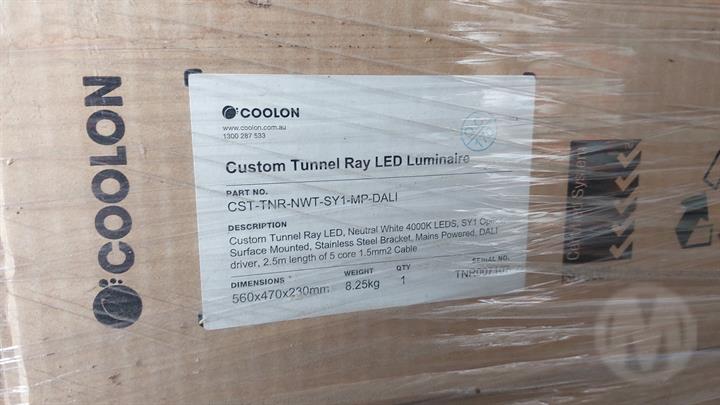 COOLON
COOLON
www.coolon.com.au
1300 287 533
Custom Tunnel Ray LED Luminaire
PART NO.
CST-TNR-NWT-SY1-MP-DALI
DESCRIPTION
Custom Tunnel Ray LED, Neutral White 4000K LEDS, SY1
Surface Mounted, Stainless Steel Bracket, Mains Powered, DALI
driver, 2.5m length of 5 core 1.5mm2 Cable
DIMENSIONS WEIGHT QTY SERIAL NO.
560x470x230mm 8.25kg 1
M